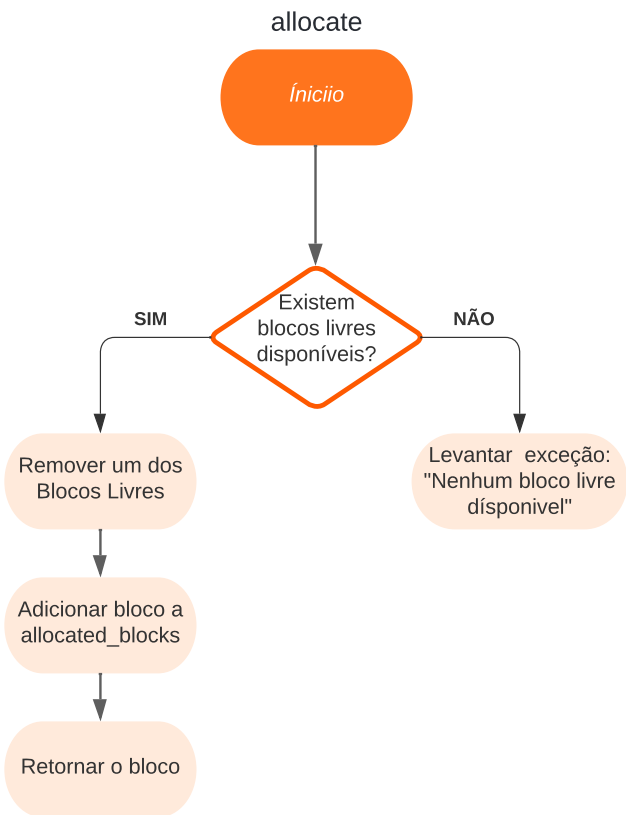 allocate
Íniciio
Existem
blocos livres
disponíveis?
SIM
NÃO
Remover um dos
Blocos Livres
Levantar  exceção:
"Nenhum bloco livre
dísponivel"
Adicionar bloco a
allocated_blocks
Retornar o bloco